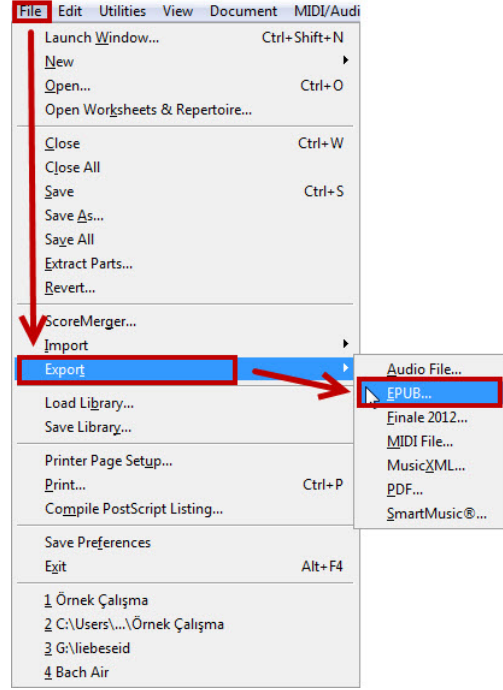 File Edit Utilities View Document MIDI/Audi
Launch Window... Ctrl+Shift+N
New
Open... Ctrl+O
Open Worksheets & Repertoire...
Close Ctrl+W
Close All
Save Ctrl+S
Save As...
Save All
Extract Parts...
Revert...
ScoreMerger...
Import
Export
Audio File...
EPUB...
Finale 2012...
MIDI File...
MusicXML...
PDF...
SmartMusic®...
Load Library...
Save Library...
Printer Page Setup...
Print... Ctrl+P
Compile PostScript Listing...
Save Preferences
Exit Alt+F4
1 Örnek Çalışma
2 C:\Users\...\Örnek Çalışma
3 G:\liebeseid
4 Bach Air